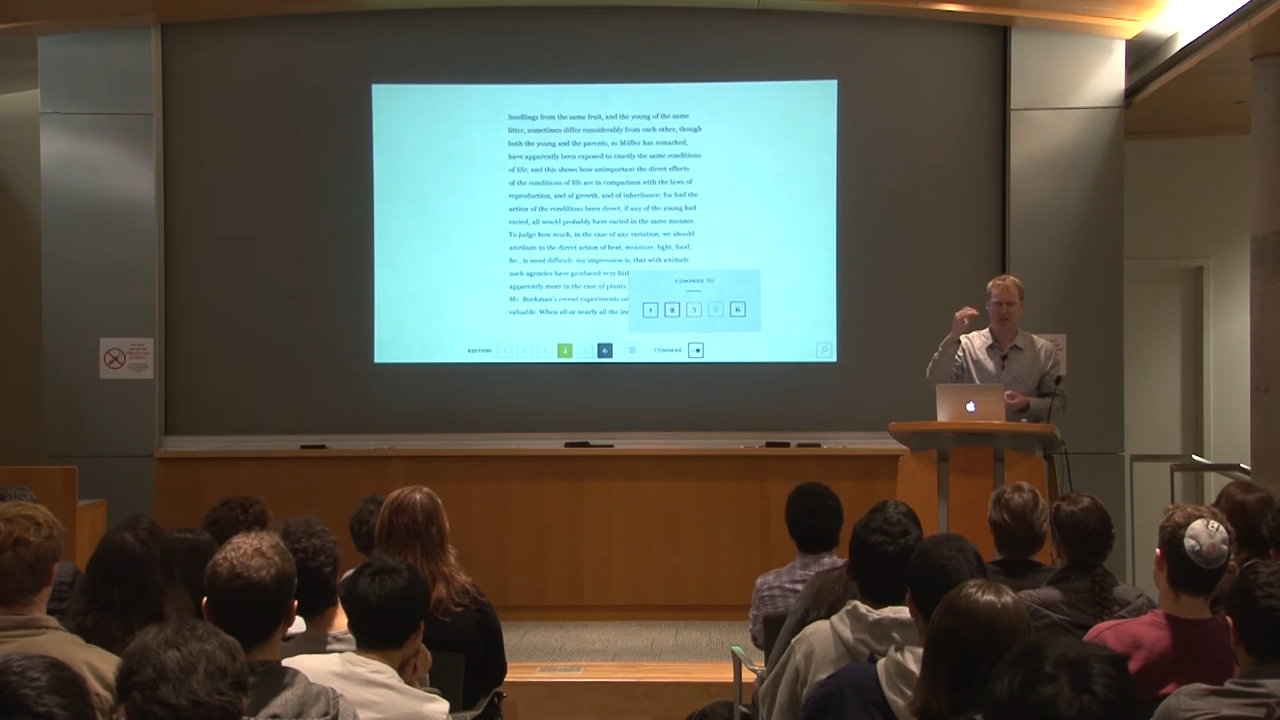 Seedlings from the same fruit, and the young of the same
litter, sometimes differ considerably from each other, though
both the young and the parents, as Müller has remarked,
have apparently been exposed to exactly the same conditions
of life; and this shows how unimportant the direct effects
of the conditions of life are in comparison with the laws of
reproduction, and of growth, and of inheritance; for had the
action of the conditions been direct, if any of the young had
varied, all would probably have varied in the same manner.
To judge how much, in the case of any variation, we should
attribute to the direct action of heat, moisture, light, food,
&c., is most difficult: my impression is, that with animals
such agencies have produced very littl
apparently more in the case of plants.
Mr. Buckman's recent experiments on
valuable. When all or nearly all the in
COMPARE TO
1 2 3 5 6
EDITION 4 6 COMPARE